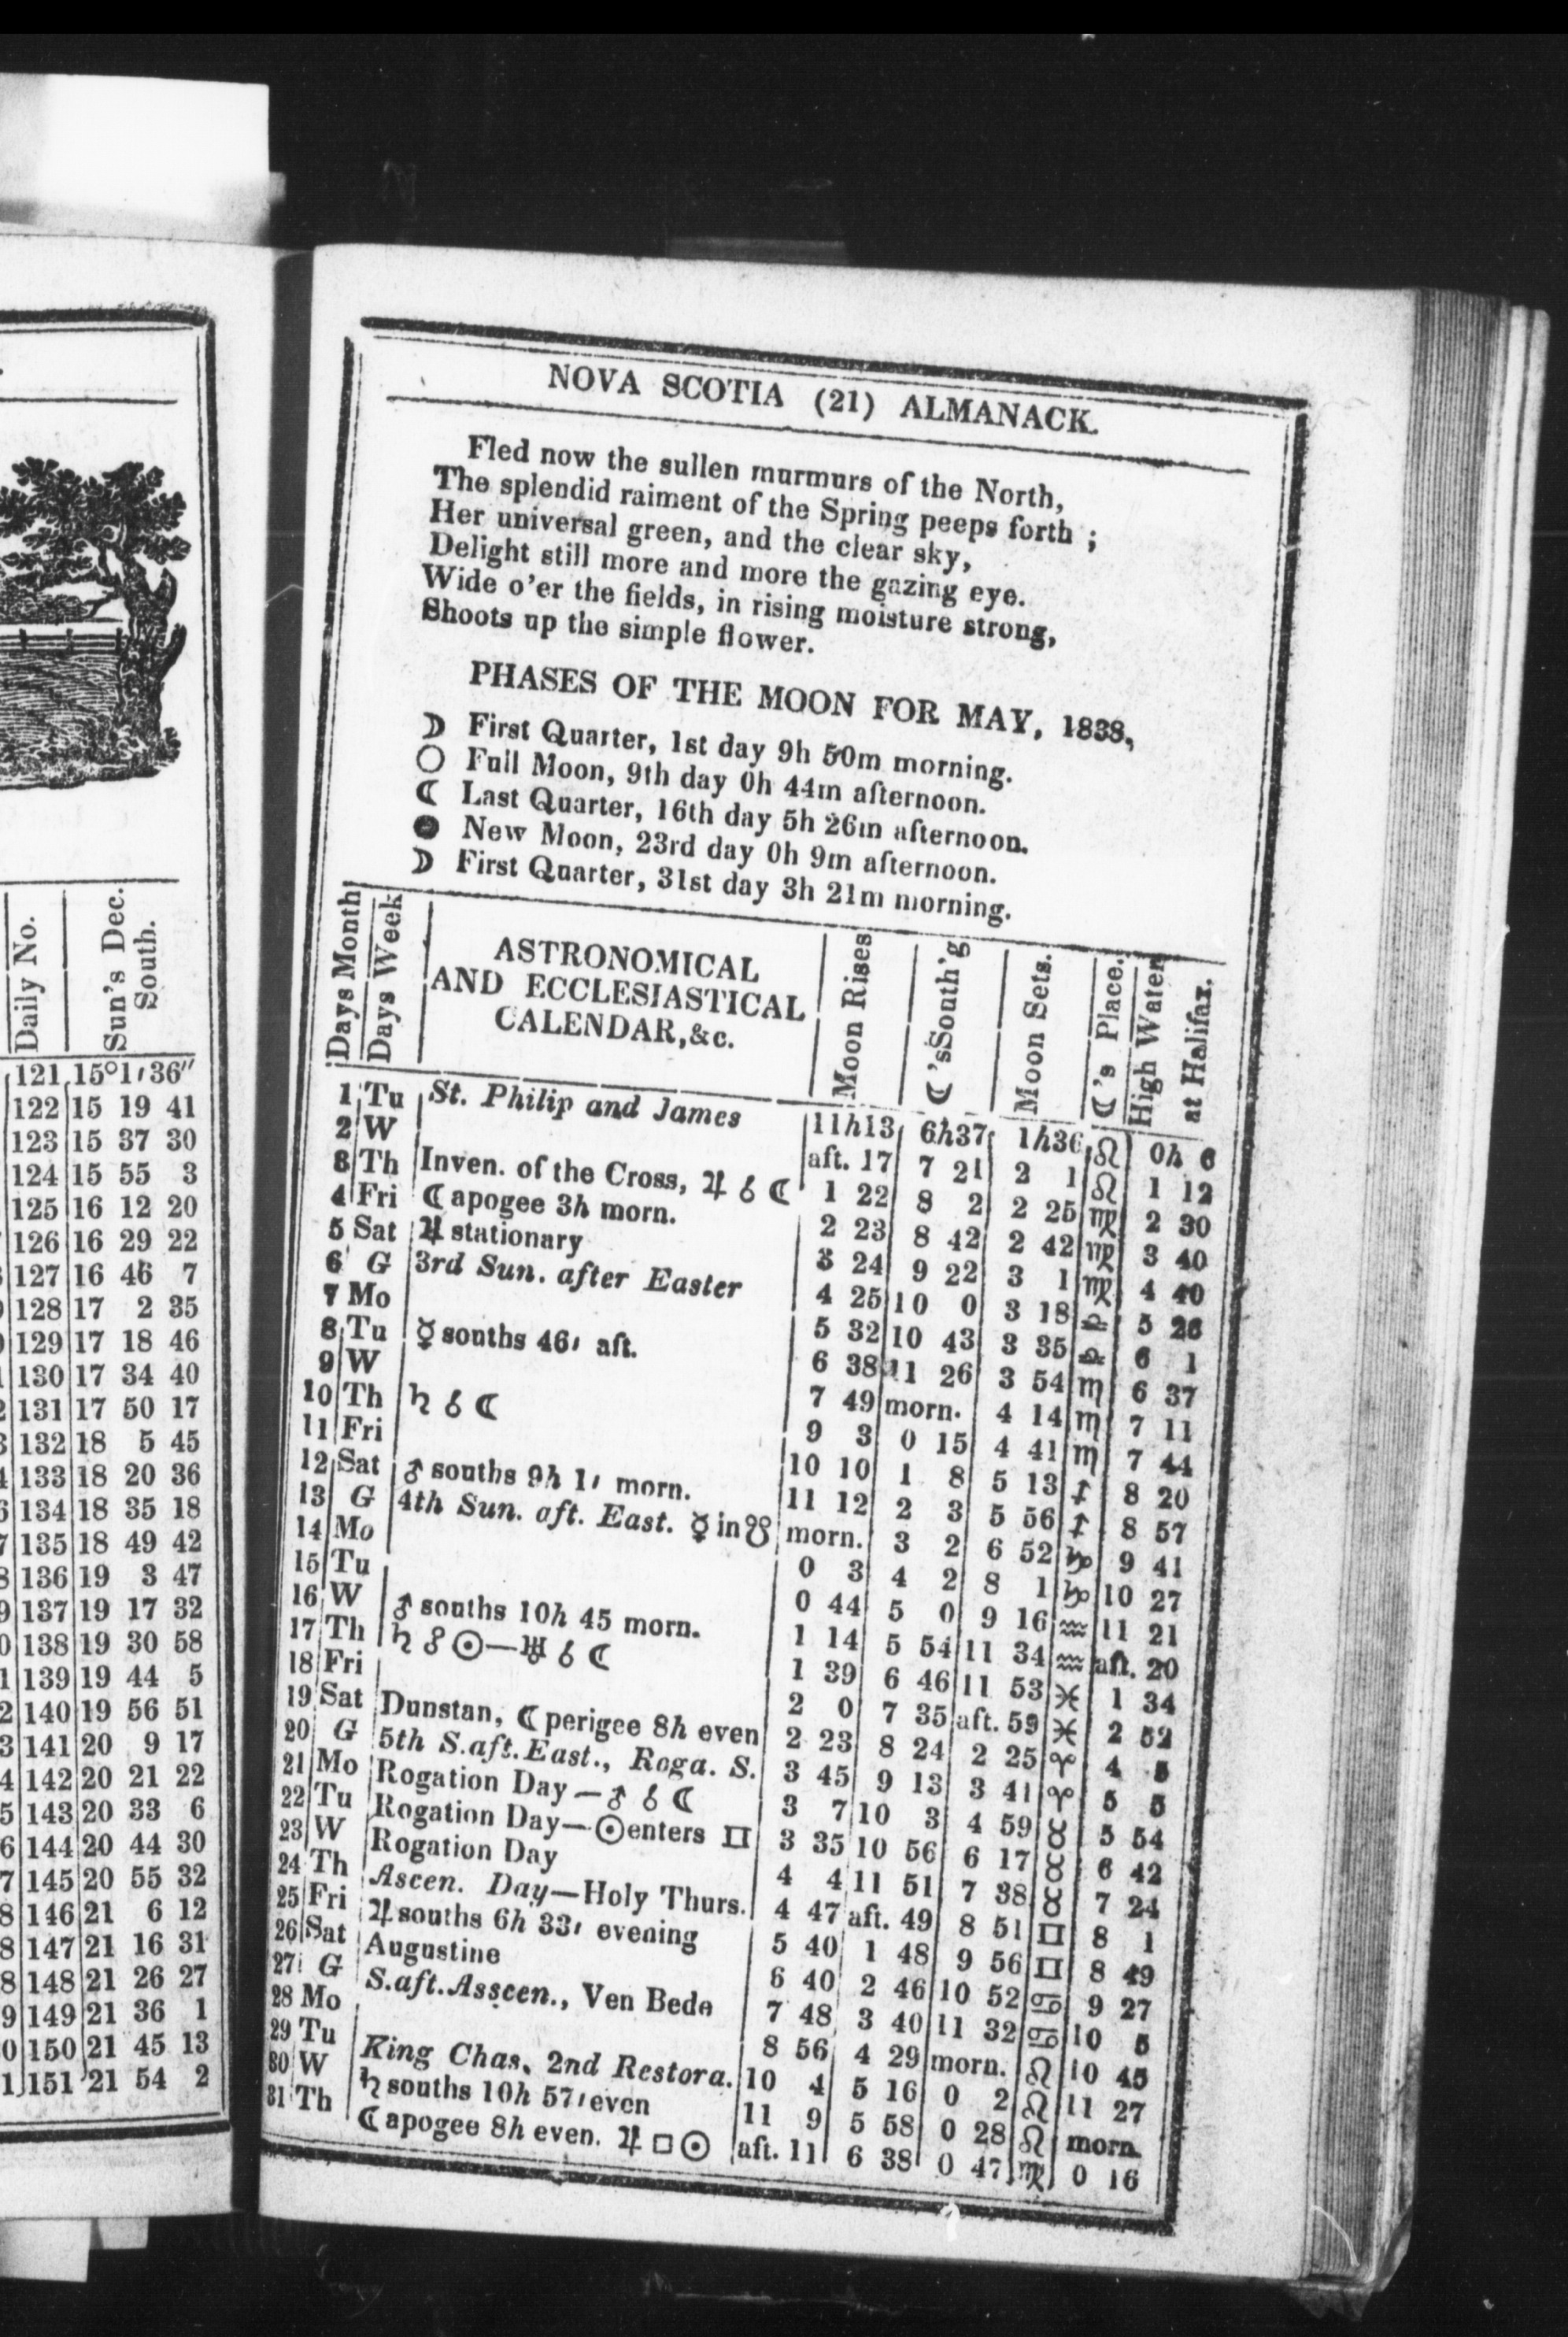 Daily No.
Sun's Dec. South.
121 15°1′36″
122 15 19 41
123 15 37 30
124 15 55 3
125 16 12 20
126 16 29 22
127 16 46 7
128 17 2 35
129 17 18 46
130 17 34 40
131 17 50 17
132 18 5 45
133 18 20 36
134 18 35 18
135 18 49 42
136 19 3 47
137 19 17 32
138 19 30 58
139 19 44 5
140 19 56 51
141 20 9 17
142 20 21 22
143 20 33 6
144 20 44 30
145 20 55 32
146 21 6 12
147 21 16 31
148 21 26 27
149 21 36 1
150 21 45 13
151 21 54 2
NOVA SCOTIA (21) ALMANACK.
Fled now the sullen murmurs of the North,
The splendid raiment of the Spring peeps forth ;
Her universal green, and the clear sky,
Delight still more and more the gazing eye.
Wide o'er the fields, in rising moisture strong,
Shoots up the simple flower.
PHASES OF THE MOON FOR MAY, 1838,
☽ First Quarter, 1st day 9h 50m morning.
○ Full Moon, 9th day 0h 44m afternoon.
☾ Last Quarter, 16th day 5h 26m afternoon.
● New Moon, 23rd day 0h 9m afternoon.
☽ First Quarter, 31st day 3h 21m morning.
Days Month
Days Week
ASTRONOMICAL
AND ECCLESIASTICAL
CALENDAR,&c.
Moon Rises
☾'s South'g
Moon Sets.
☾'s Place.
High Water
at Halifax.
1 Tu St. Philip and James 11h13 6h37 1h36 ♌ 0h 6
2 W aft. 17 7 21 2 1 ♌ 1 12
3 Th Inven. of the Cross, ♃ ☌ ☾ 1 22 8 2 2 25 ♍ 2 30
4 Fri ☾ apogee 3h morn. 2 23 8 42 2 42 ♍ 3 40
5 Sat ♃ stationary 3 24 9 22 3 1 ♍ 4 40
6 G 3rd Sun. after Easter 4 25 10 0 3 18 ♎ 5 26
7 Mo 5 32 10 43 3 35 ♎ 6 1
8 Tu ☿ souths 46′ aft. 6 38 11 26 3 54 ♏ 6 37
9 W 7 49 morn. 4 14 ♏ 7 11
10 Th ♄ ☌ ☾ 9 3 0 15 4 41 ♏ 7 44
11 Fri 10 10 1 8 5 13 ♐ 8 20
12 Sat ♂ souths 9h 1′ morn. 11 12 2 3 5 56 ♐ 8 57
13 G 4th Sun. aft. East. ☿ in ☋ morn. 3 2 6 52 ♑ 9 41
14 Mo 0 3 4 2 8 1 ♑ 10 27
15 Tu 0 44 5 0 9 16 ♒ 11 21
16 W ♂ souths 10h 45 morn. 1 14 5 54 11 34 ♒ aft. 20
17 Th ♄ ☍ ☉—♅ ☌ ☾ 1 39 6 46 11 53 ♓ 1 34
18 Fri 2 0 7 35 aft. 59 ♓ 2 52
19 Sat Dunstan, ☾ perigee 8h even 2 23 8 24 2 25 ♈ 4 5
20 G 5th S.aft.East., Roga. S. 3 45 9 13 3 41 ♈ 5 5
21 Mo Rogation Day—♂ ☌ ☾ 3 7 10 3 4 59 ♉ 5 54
22 Tu Rogation Day—☉enters ♊ 3 35 10 56 6 17 ♉ 6 42
23 W Rogation Day 4 4 11 51 7 38 ♉ 7 24
24 Th Ascen. Day—Holy Thurs. 4 47 aft. 49 8 51 ♊ 8 1
25 Fri ♃ souths 6h 33′ evening 5 40 1 48 9 56 ♊ 8 49
26 Sat Augustine 6 40 2 46 10 52 ♋ 9 27
27 G S.aft.Asscen., Ven Bede 7 48 3 40 11 32 ♋ 10 5
28 Mo 8 56 4 29 morn. ♌ 10 45
29 Tu King Chas. 2nd Restora. 10 4 5 16 0 2 ♌ 11 27
30 W ♄ souths 10h 57′ even 11 9 5 58 0 28 ♌ morn.
31 Th ☾ apogee 8h even. ♃ □ ☉ aft. 11 6 38 0 47 ♍ 0 16